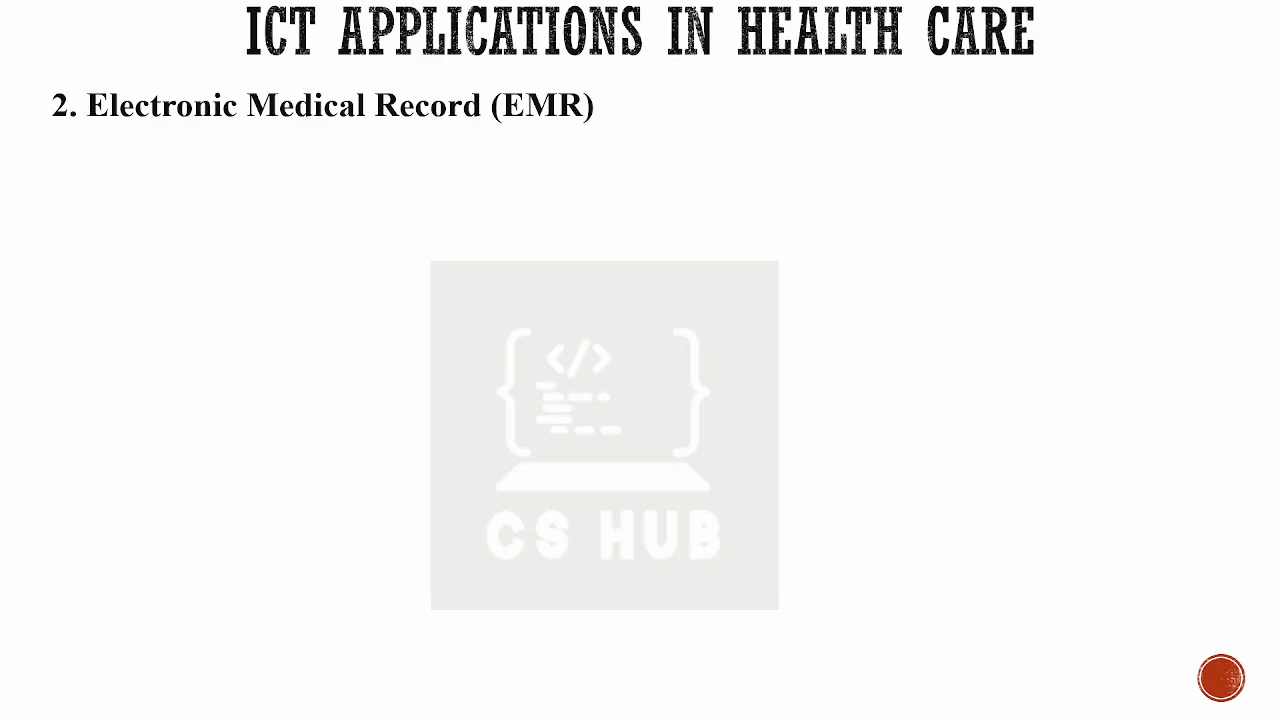 ICT APPLICATIONS IN HEALTH CARE
2. Electronic Medical Record (EMR)
</>
CS HUB